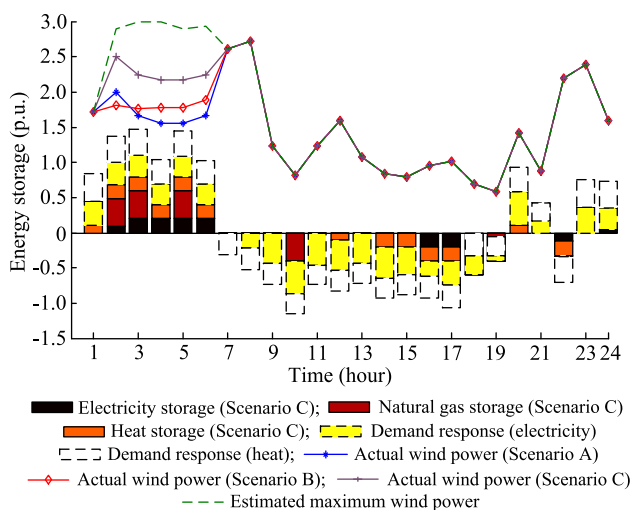 3.0
2.5
2.0
1.5
1.0
0.5
0
-0.5
-1.0
-1.5
Energy storage (p.u.)
1 3 5 7 9 11 13 15 17 19 21 23 24
Time (hour)
Electricity storage (Scenario C); Natural gas storage (Scenario C)
Heat storage (Scenario C); Demand response (electricity)
Demand response (heat); Actual wind power (Scenario A)
Actual wind power (Scenario B); Actual wind power (Scenario C)
Estimated maximum wind power